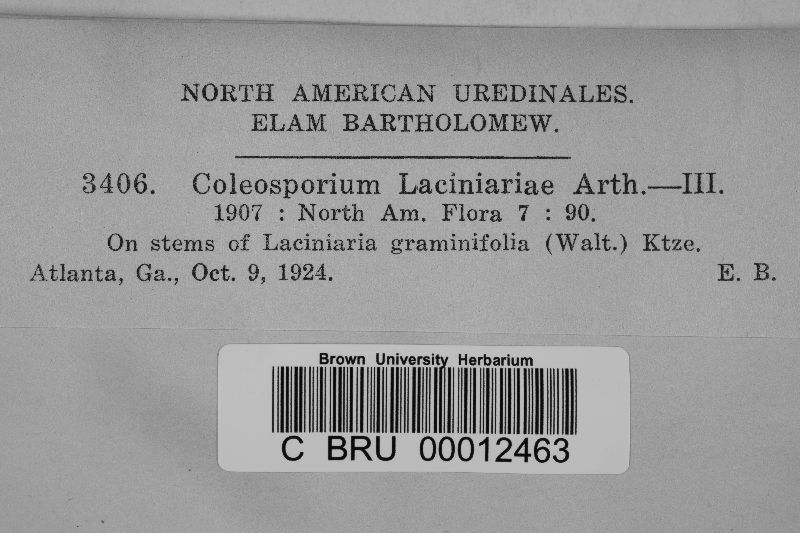 NORTH AMERICAN UREDINALES.
ELAM BARTHOLOMEW.
3406. Coleosporium Laciniariae Arth.—III.
1907 : North Am. Flora 7 : 90.
On stems of Laciniaria graminifolia (Walt.) Ktze.
Atlanta, Ga., Oct. 9, 1924. E. B.
Brown University Herbarium
C BRU 00012463